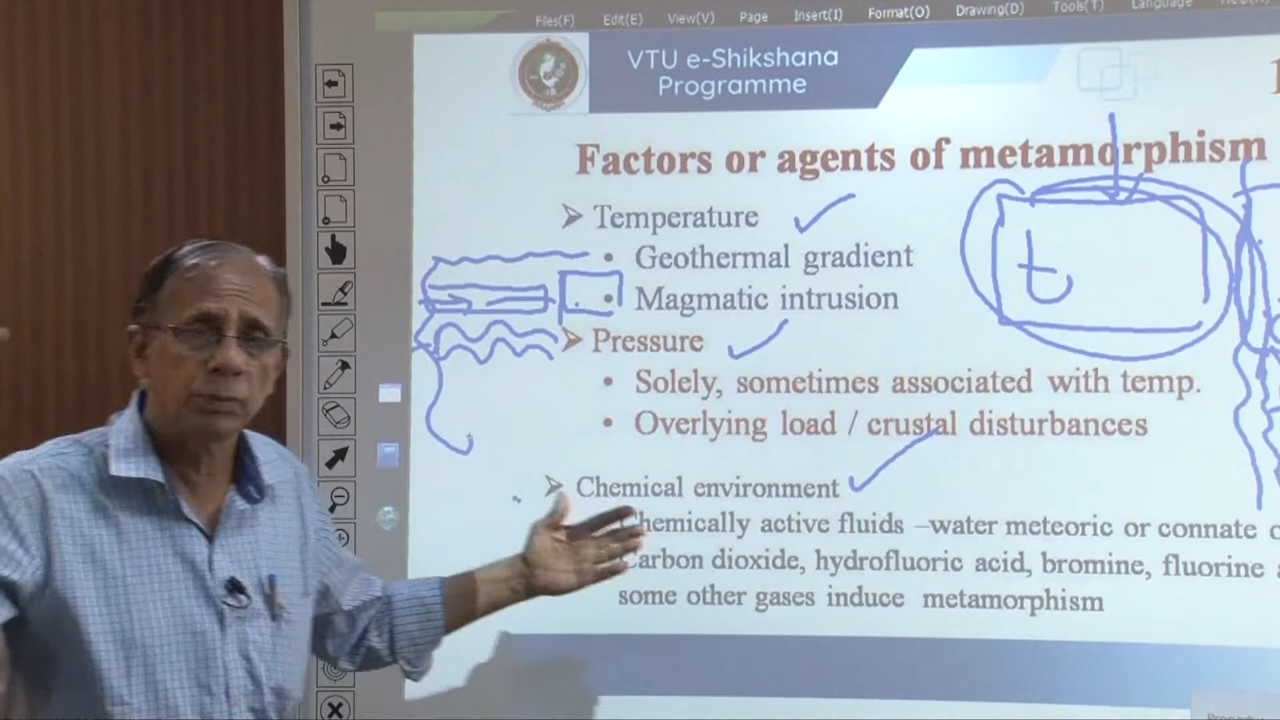 Files(F) Edit(E) View(V) Page Insert(I) Format(O) Drawing(D) Tools(T) Language
VTU e-Shikshana
Programme
1
Factors or agents of metamorphism
➢ Temperature
• Geothermal gradient
• Magmatic intrusion
t
➢ Pressure
• Solely, sometimes associated with temp.
• Overlying load / crustal disturbances
➢ Chemical environment
Chemically active fluids –water meteoric or connate
Carbon dioxide, hydrofluoric acid, bromine, fluorine
some other gases induce metamorphism